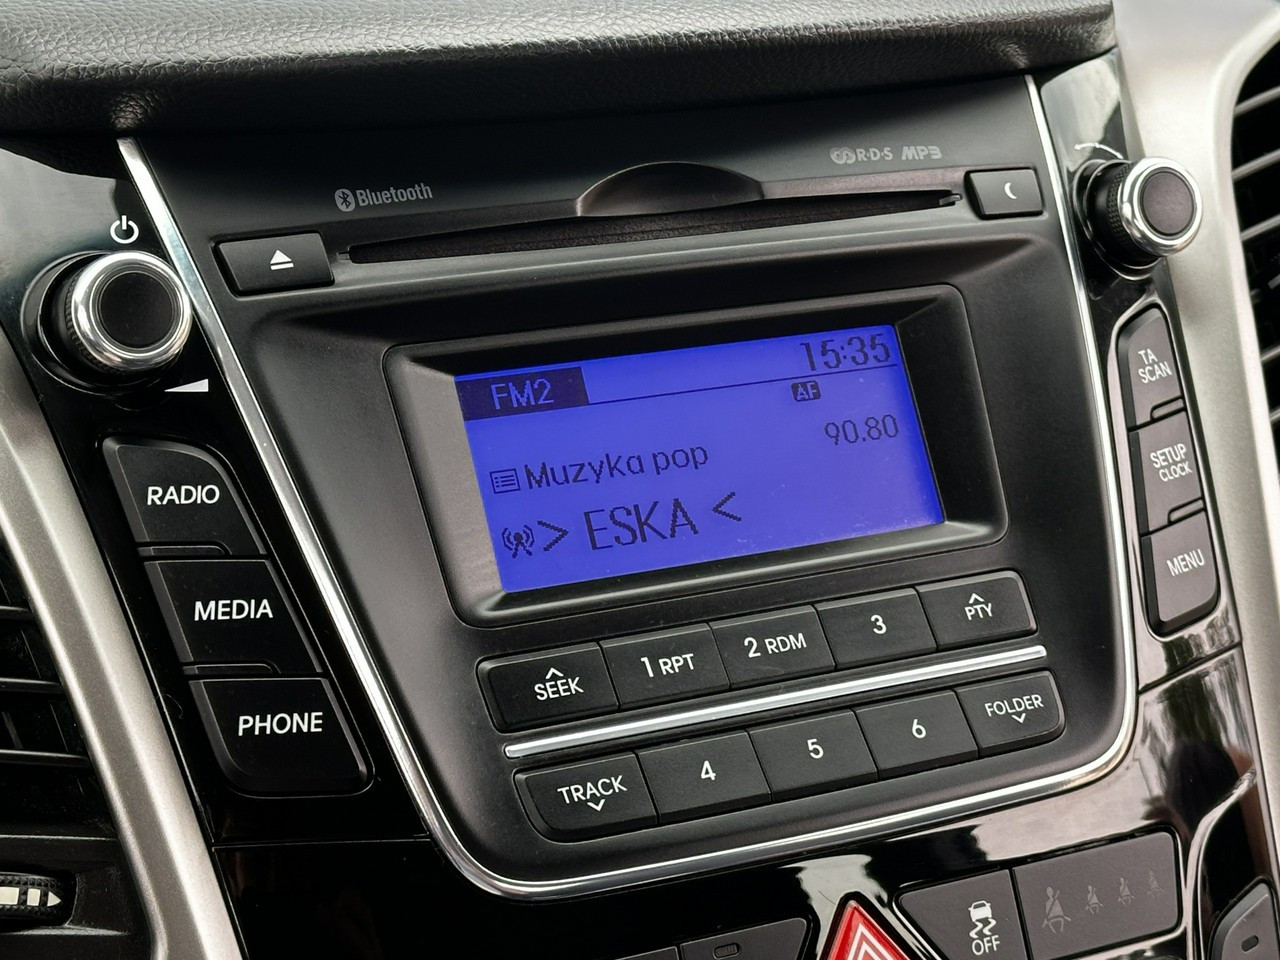 Bluetooth
R·D·S MP3
FM2
15:35
AF
90.80
Muzyka pop
> ESKA <
RADIO
MEDIA
PHONE
TA
SCAN
SETUP
CLOCK
MENU
SEEK
1 RPT
2 RDM
3
PTY
TRACK
4
5
6
FOLDER
OFF